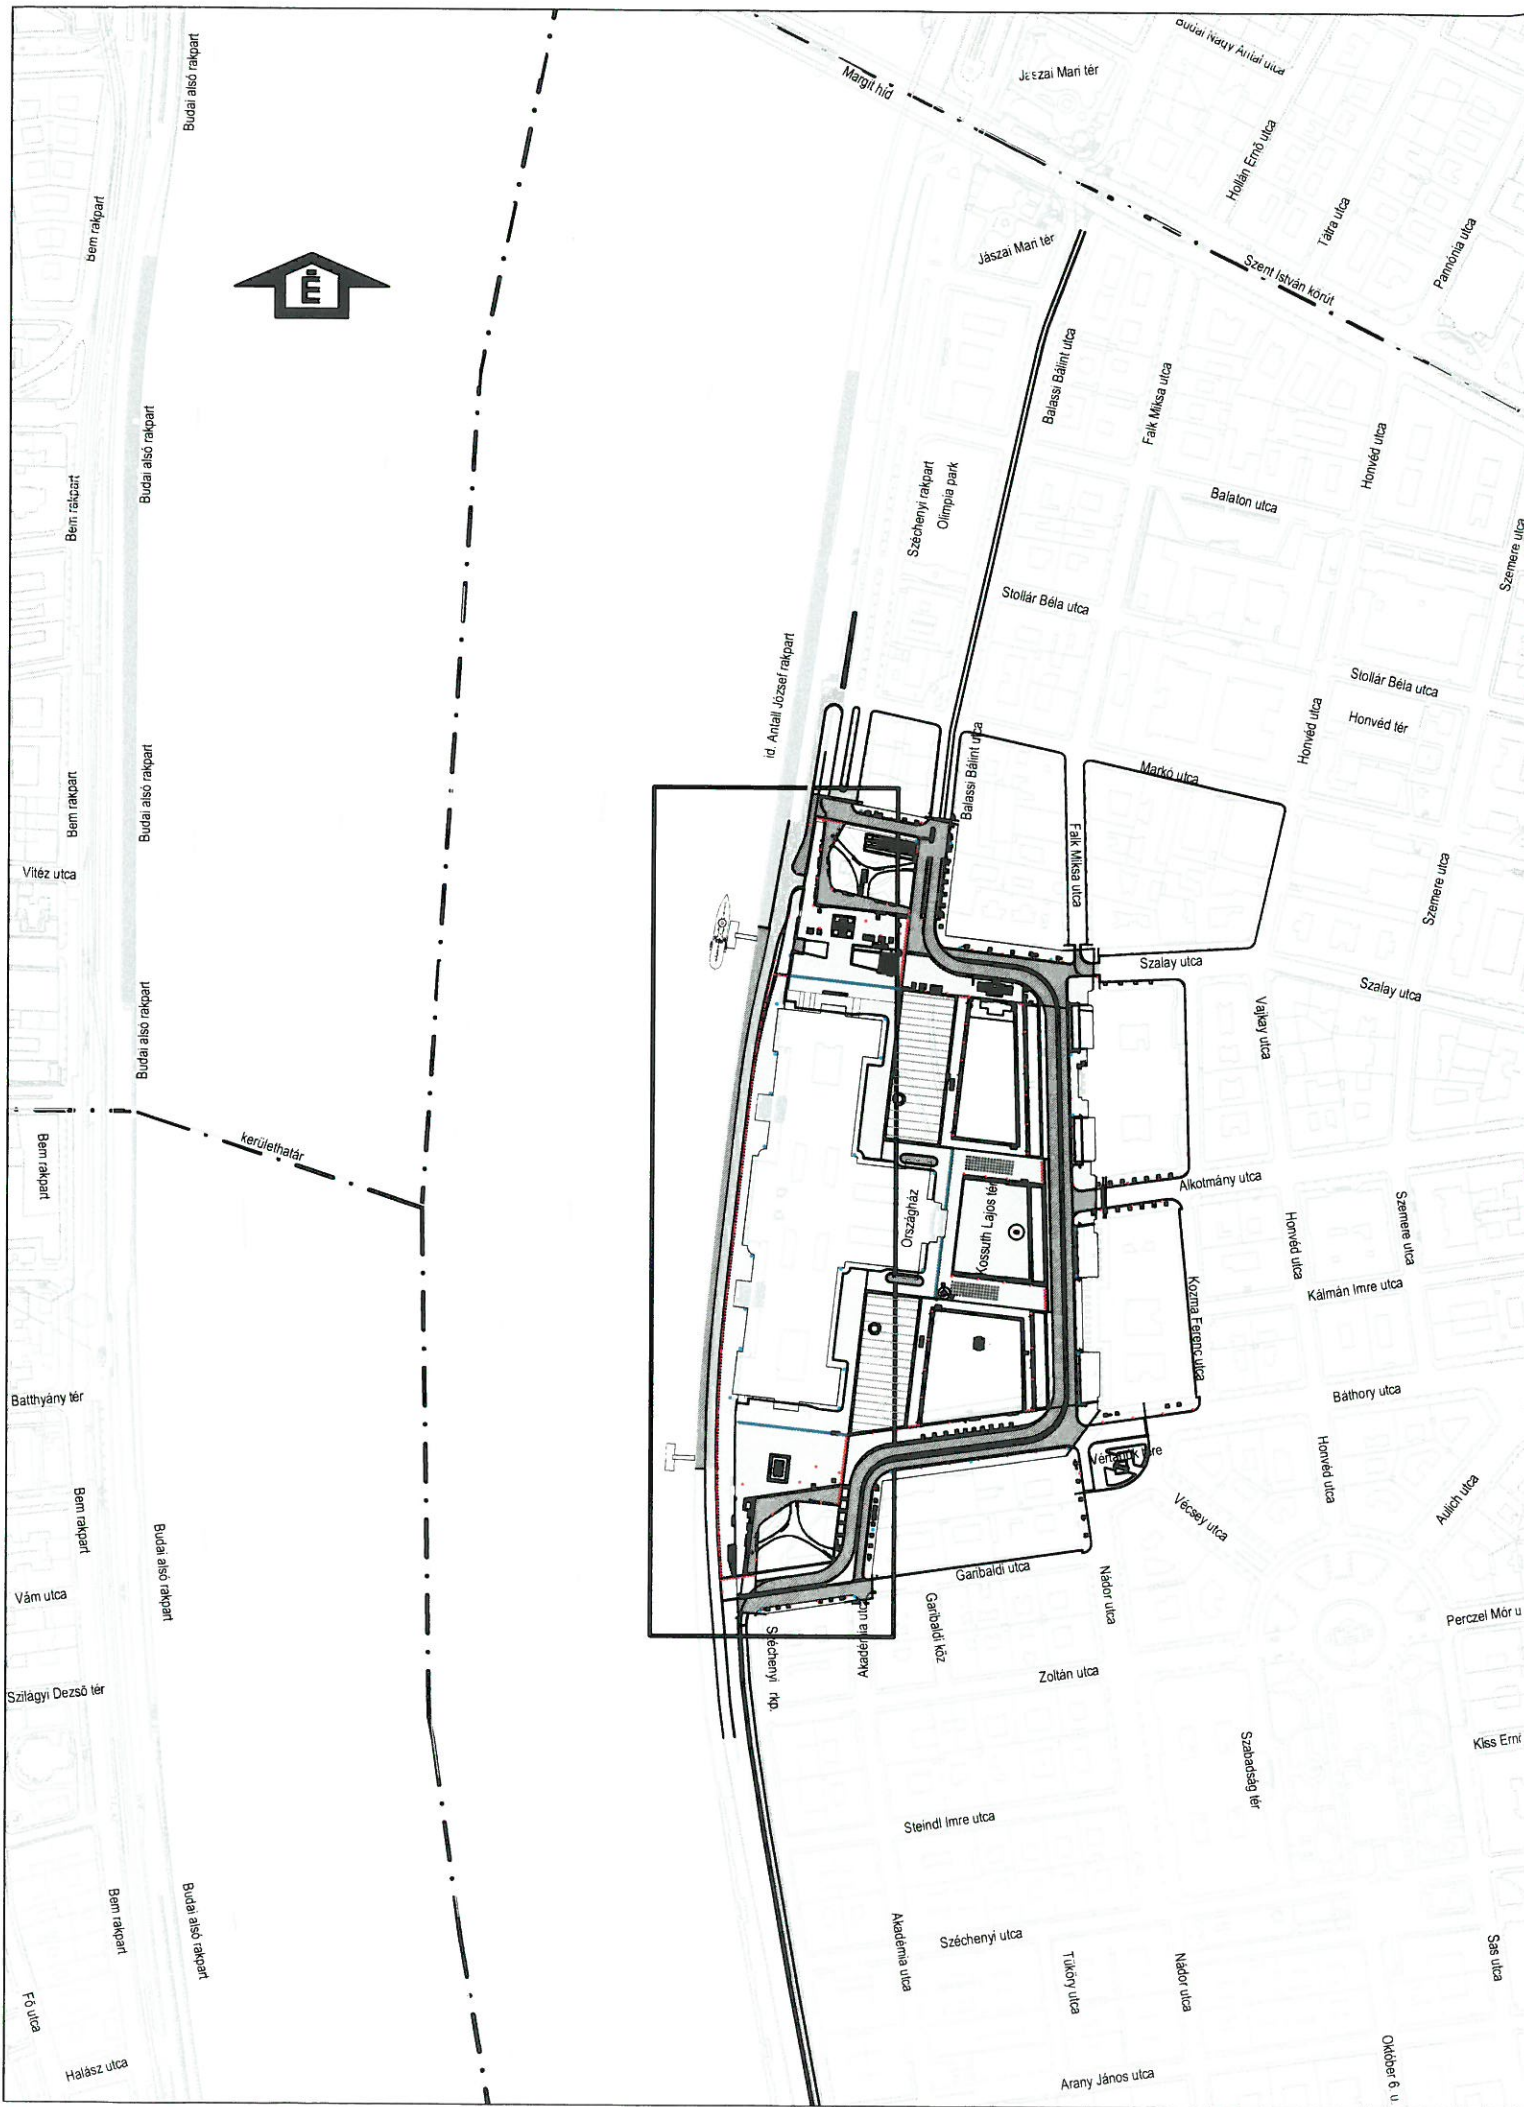 Budai alsó rakpart
Margit híd
Jászai Mari tér
Budai Nagy Antal utca
Hollán Ernő utca
Tátra utca
Pannónia utca
Bem rakpart
É
Jászai Mari tér
Szent István körút
Balassi Bálint utca
Falk Miksa utca
Honvéd utca
Budai alsó rakpart
Bem rakpart
Széchenyi rakpart
Olimpia park
Balaton utca
Szemere utca
Stollár Béla utca
id. Antall József rakpart
Stollár Béla utca
Honvéd tér
Honvéd utca
Budai alsó rakpart
Bem rakpart
Balassi Bálint utca
Markó utca
Falk Miksa utca
Szemere utca
Vitéz utca
Szalay utca
Szalay utca
Budai alsó rakpart
Vajkay utca
kerülethatár
Bem rakpart
Országház
Kossuth Lajos tér
Alkotmány utca
Honvéd utca
Szemere utca
Kálmán Imre utca
Kozma Ferenc utca
Batthyány tér
Báthory utca
Honvéd utca
Vértanúk tere
Vécsey utca
Aulich utca
Bem rakpart
Budai alsó rakpart
Vám utca
Garibaldi utca
Nádor utca
Garibaldi köz
Akadémia utca
Széchenyi rkp.
Perczel Mór u
Zoltán utca
Szilágyi Dezső tér
Szabadság tér
Kiss Ernő
Steindl Imre utca
Bem rakpart
Budai alsó rakpart
Akadémia utca
Széchenyi utca
Tüköry utca
Nádor utca
Sas utca
Fő utca
Halász utca
Arany János utca
Október 6. u.